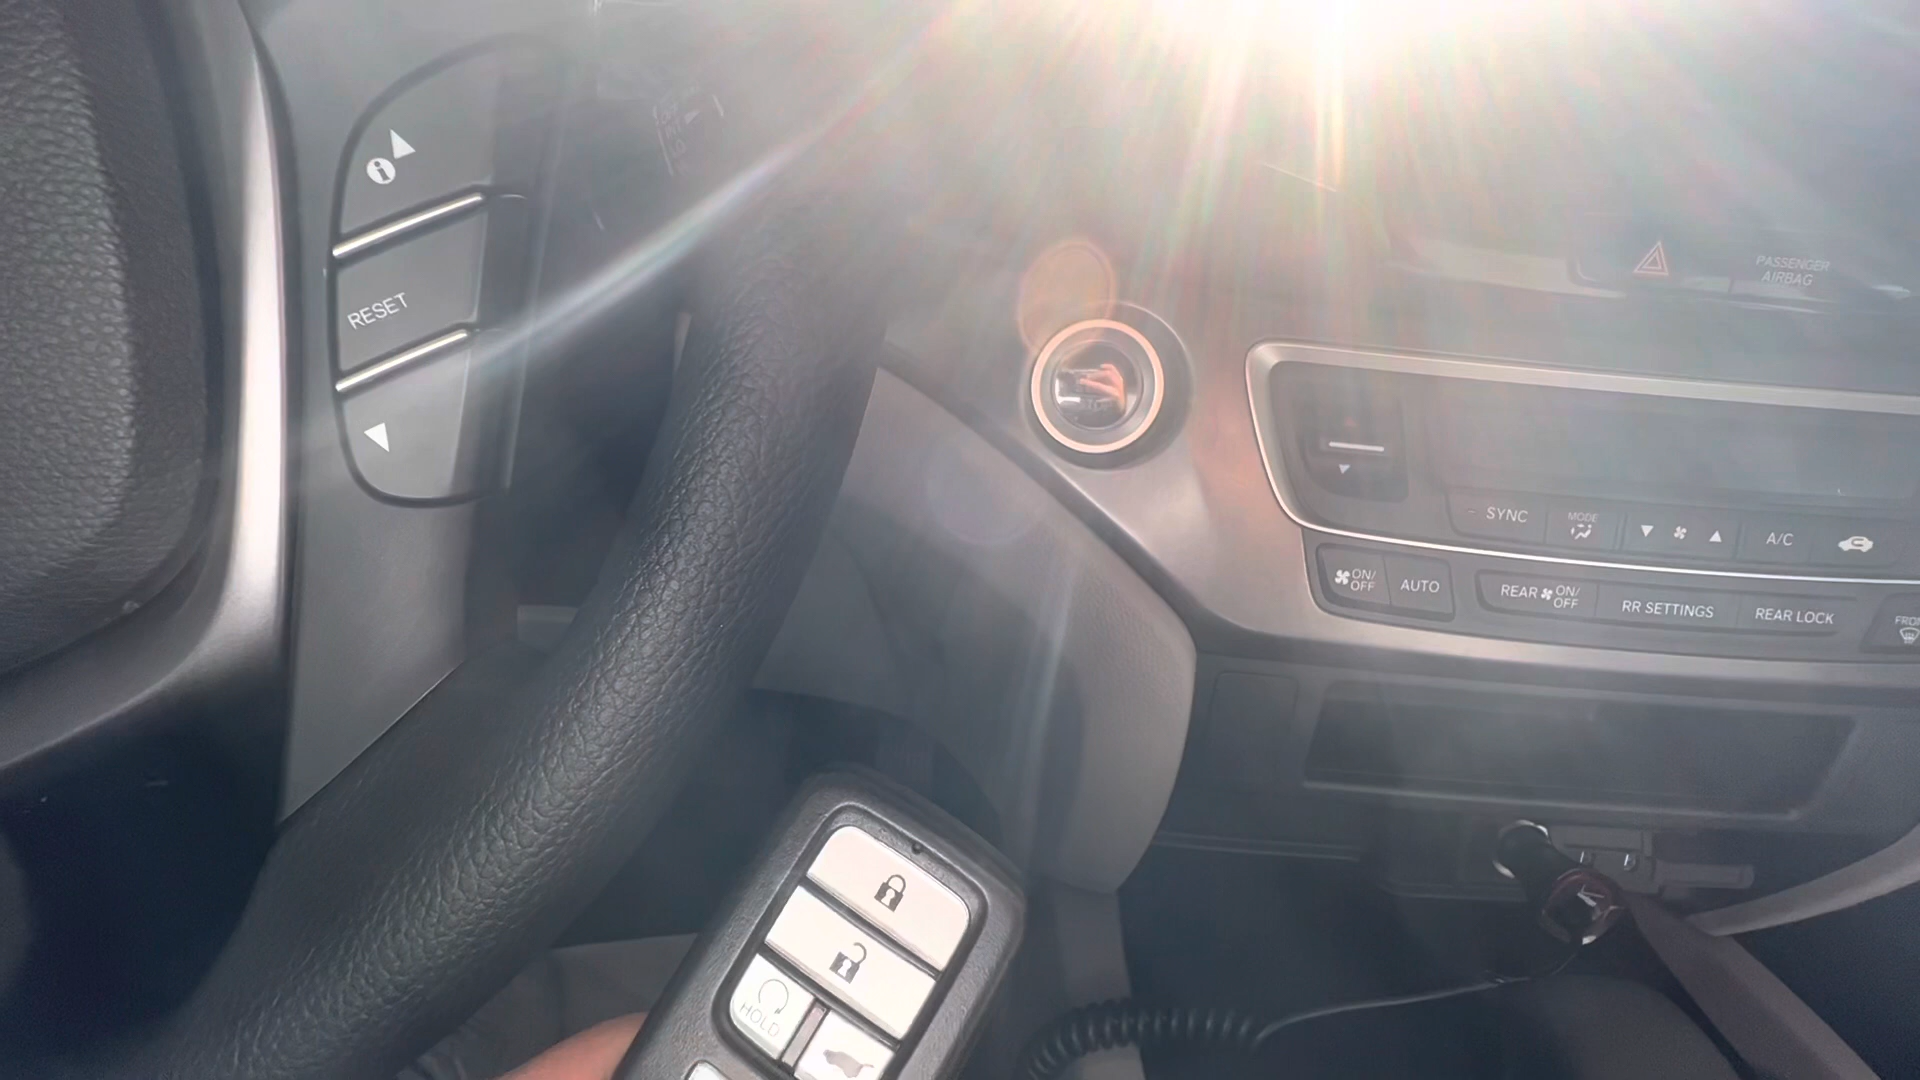 i
RESET
PASSENGER
AIRBAG
SYNC
MODE
A/C
ON/
OFF
AUTO
REAR ON/
OFF
RR SETTINGS
REAR LOCK
HOLD